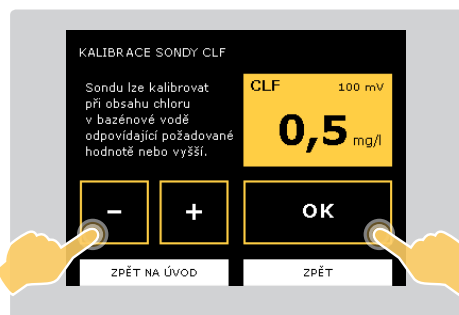 KALIBRACE SONDY CLF
Sondu lze kalibrovat
při obsahu chloru
v bazénové vodě
odpovídající požadované
hodnotě nebo vyšší.
CLF 100 mV
0,5 mg/l
− + OK
ZPĚT NA ÚVOD ZPĚT